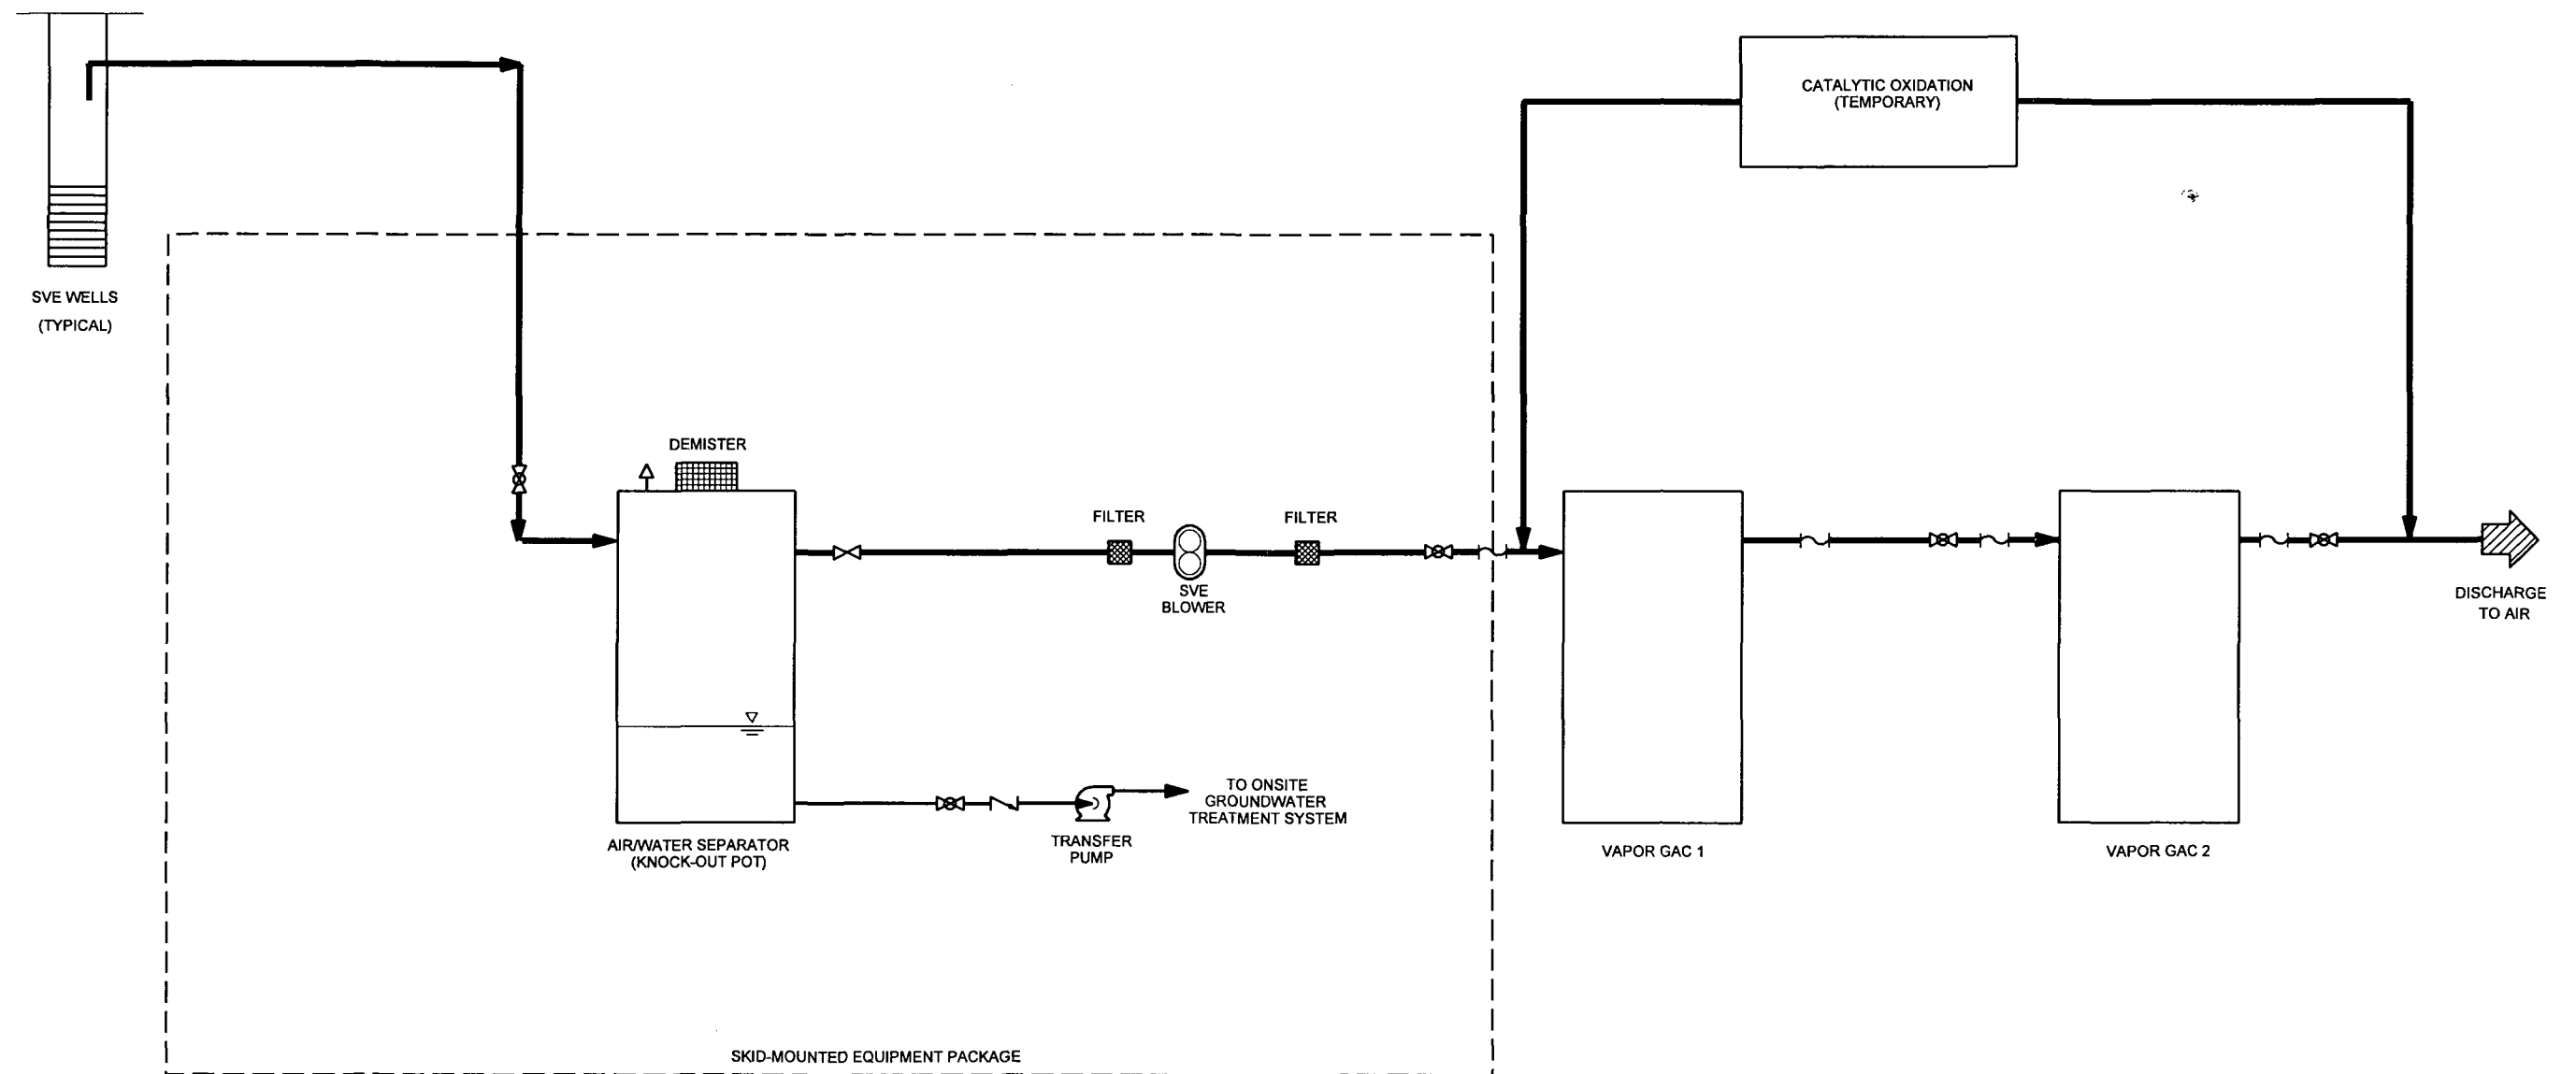 CATALYTIC OXIDATION
(TEMPORARY)
SVE WELLS
(TYPICAL)
DEMISTER
FILTER
FILTER
SVE
BLOWER
DISCHARGE
TO AIR
TO ONSITE
GROUNDWATER
TREATMENT SYSTEM
TRANSFER
PUMP
AIR/WATER SEPARATOR
(KNOCK-OUT POT)
VAPOR GAC 1
VAPOR GAC 2
SKID-MOUNTED EQUIPMENT PACKAGE